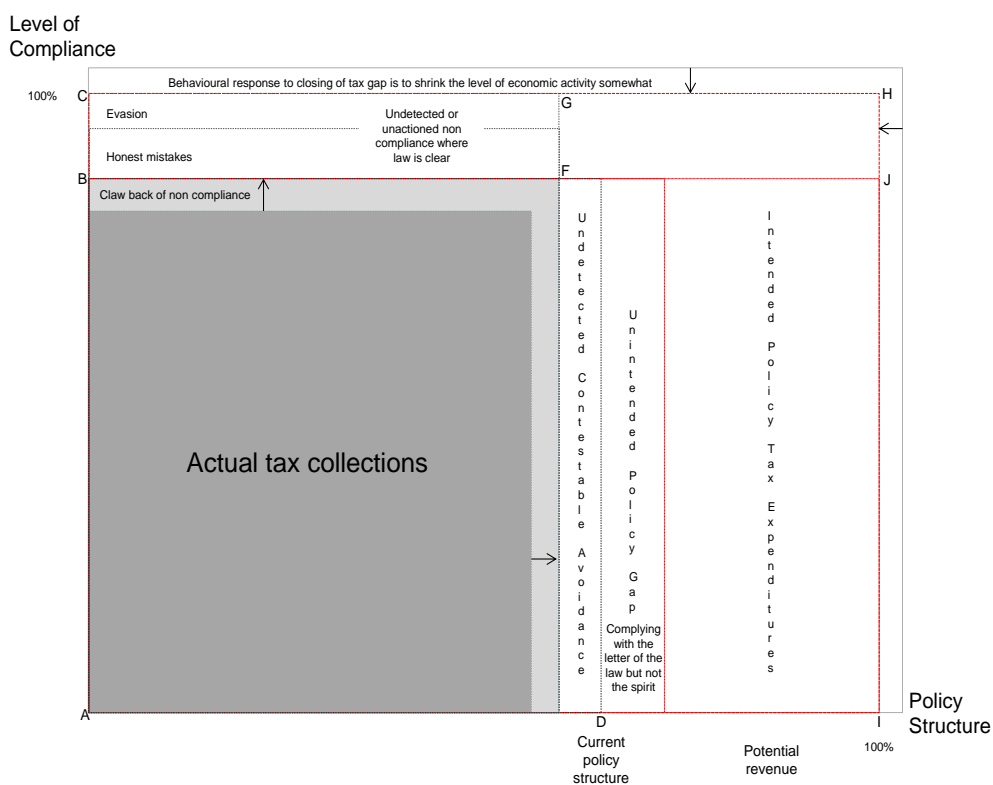 Level of
Compliance
Behavioural response to closing of tax gap is to shrink the level of economic activity somewhat
100%
C
G
H
Evasion
Undetected or
unactioned non
compliance where
law is clear
Honest mistakes
B
F
J
Claw back of non compliance
Undetected Contestable Avoidance
Unintended Policy Gap
Complying
with the
letter of the
law but not
the spirit
Intended Policy Tax Expenditures
Actual tax collections
A
D
I
Policy
Structure
Current
policy
structure
Potential
revenue
100%